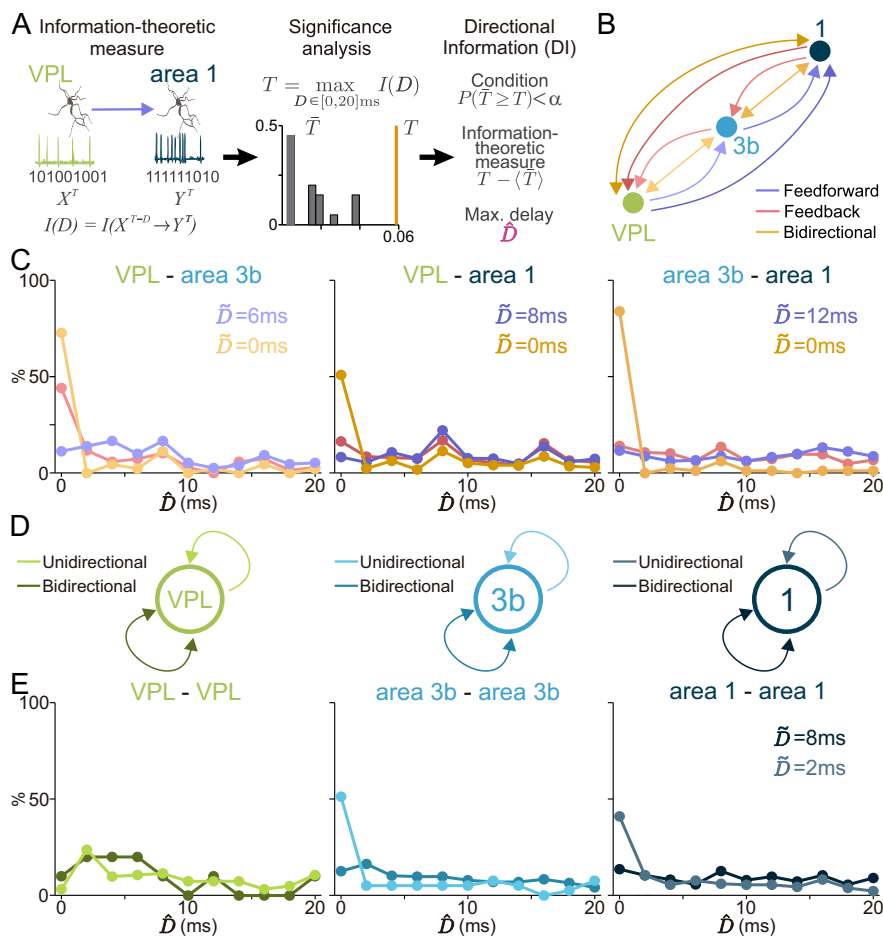 A
Information-theoretic
measure
VPL
area 1
101001001
1111111010
X^T
Y^T
I(D) = I(X^{T-D} → Y^T)
Significance
analysis
T = max I(D)
D∈[0,20]ms
0.5
T̄
T
0
0.06
Directional
Information (DI)
Condition
P(T̄ ≥ T) < α
Information-
theoretic
measure
T − ⟨T̄⟩
Max. delay
D̂
B
1
3b
VPL
Feedforward
Feedback
Bidirectional
C
VPL - area 3b
D̃=6ms
D̃=0ms
100
50
0
%
0 10 20
D̂ (ms)
VPL - area 1
D̃=8ms
D̃=0ms
0 10 20
D̂ (ms)
area 3b - area 1
D̃=12ms
D̃=0ms
0 10 20
D̂ (ms)
D
Unidirectional
Bidirectional
VPL
Unidirectional
Bidirectional
3b
Unidirectional
Bidirectional
1
E
VPL - VPL
100
50
0
%
0 10 20
D̂ (ms)
area 3b - area 3b
0 10 20
D̂ (ms)
area 1 - area 1
D̃=8ms
D̃=2ms
0 10 20
D̂ (ms)